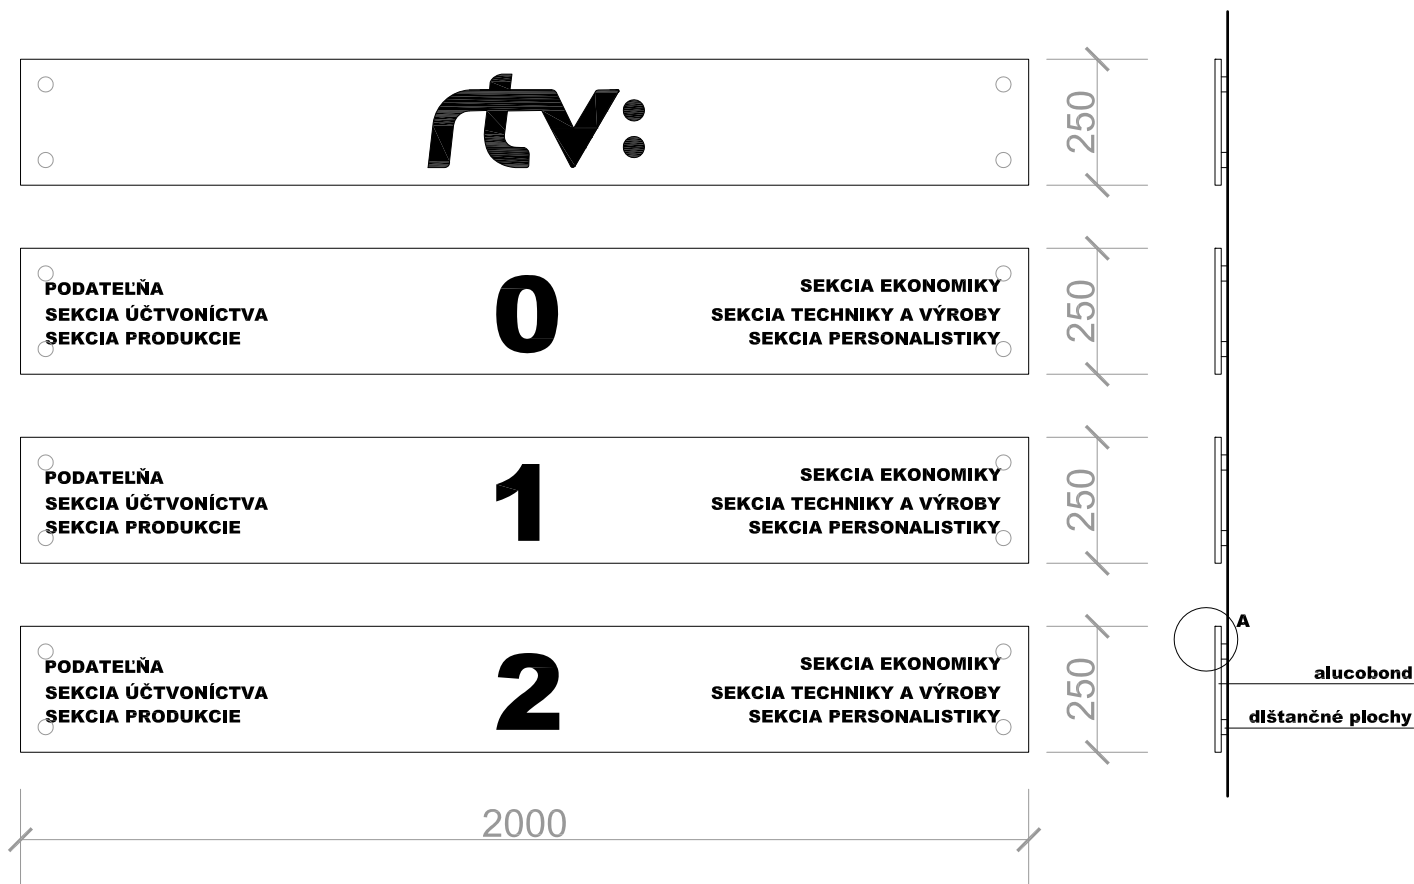 rtv:
250
PODATEĽŇA
SEKCIA ÚČTVONÍCTVA
SEKCIA PRODUKCIE
0
SEKCIA EKONOMIKY
SEKCIA TECHNIKY A VÝROBY
SEKCIA PERSONALISTIKY
250
PODATEĽŇA
SEKCIA ÚČTVONÍCTVA
SEKCIA PRODUKCIE
1
SEKCIA EKONOMIKY
SEKCIA TECHNIKY A VÝROBY
SEKCIA PERSONALISTIKY
250
A
PODATEĽŇA
SEKCIA ÚČTVONÍCTVA
SEKCIA PRODUKCIE
2
SEKCIA EKONOMIKY
SEKCIA TECHNIKY A VÝROBY
SEKCIA PERSONALISTIKY
250
alucobond
dištančné plochy
2000